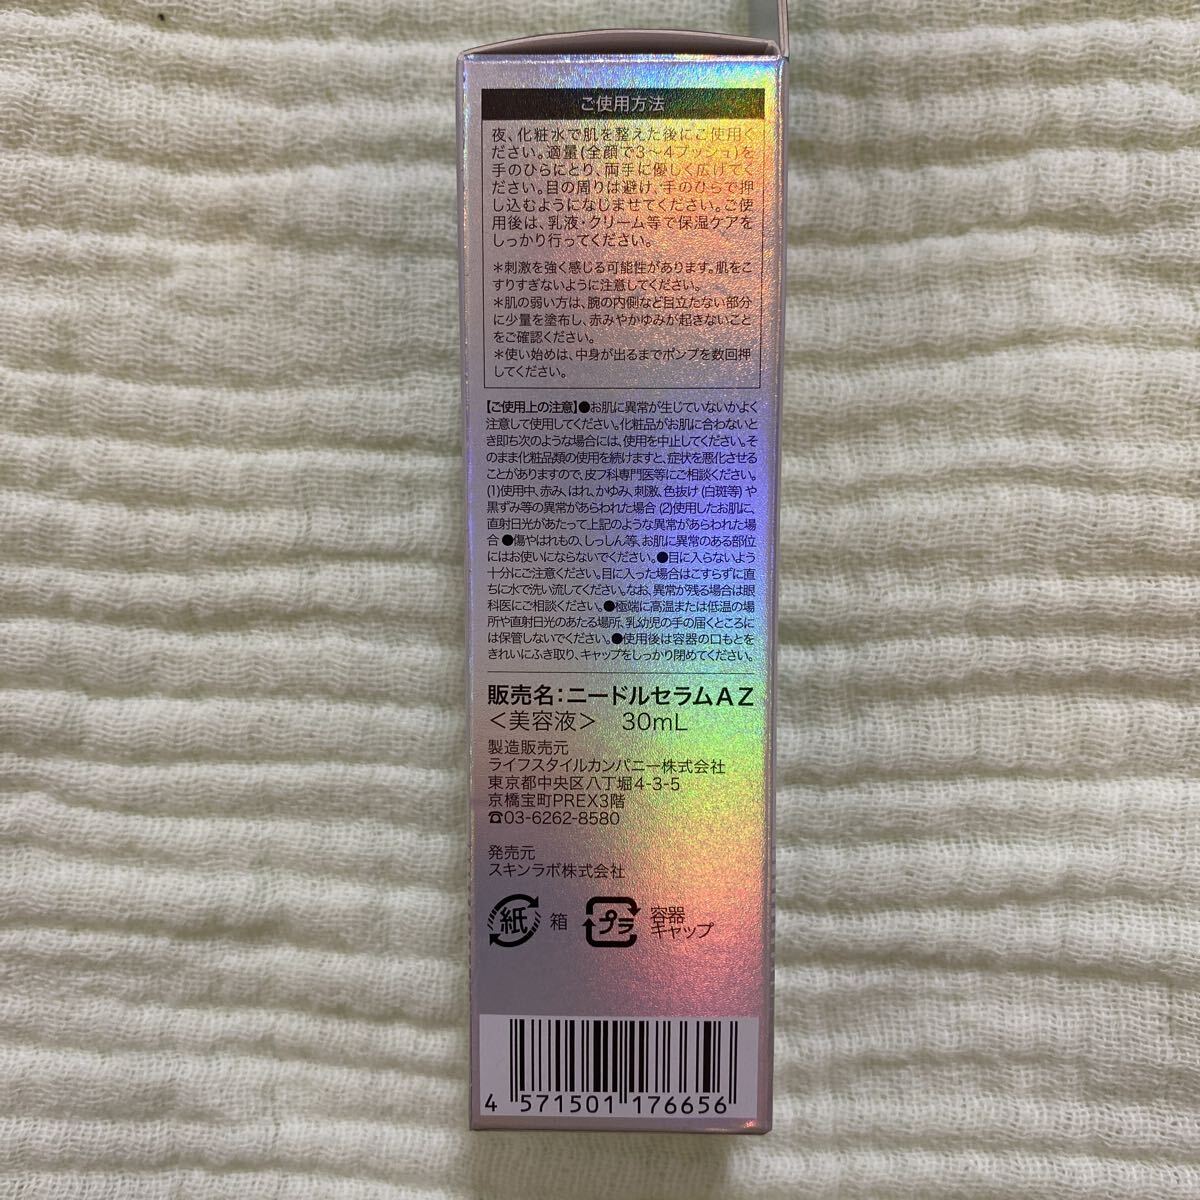 ご使用方法
夜、化粧水で肌を整えた後にご使用く
ださい。適量(全顔で3～4プッシュ)を
手のひらにとり、両手に優しく広げてく
ださい。目の周りは避け、手のひらで押
し込むようになじませてください。ご使
用後は、乳液・クリーム等で保湿ケアを
しっかり行ってください。
＊刺激を強く感じる可能性があります。肌をこ
すりすぎないように注意してください。
＊肌の弱い方は、腕の内側など目立たない部分
に少量を塗布し、赤みやかゆみが起きないこと
をご確認ください。
＊使い始めは、中身が出るまでポンプを数回押
してください。
【ご使用上の注意】●お肌に異常が生じていないかよく
注意して使用してください。化粧品がお肌に合わないと
き即ち次のような場合には、使用を中止してください。そ
のまま化粧品類の使用を続けますと、症状を悪化させる
ことがありますので、皮フ科専門医等にご相談ください。
(1)使用中、赤み、はれ、かゆみ、刺激、色抜け(白斑等)や
黒ずみ等の異常があらわれた場合 (2)使用したお肌に、
直射日光があたって上記のような異常があらわれた場
合 ●傷やはれもの、しっしん等、お肌に異常のある部位
にはお使いにならないでください。●目に入らないよう
十分にご注意ください。目に入った場合はこすらずに直
ちに水で洗い流してください。なお、異常が残る場合は眼
科医にご相談ください。●極端に高温または低温の場
所や直射日光のあたる場所、乳幼児の手の届くところに
は保管しないでください。●使用後は容器の口もとを
きれいにふき取り、キャップをしっかり閉めてください。
販売名：ニードルセラムAZ
＜美容液＞ 30mL
製造販売元
ライフスタイルカンパニー株式会社
東京都中央区八丁堀4-3-5
京橋宝町PREX3階
☎03-6262-8580
発売元
スキンラボ株式会社
紙 箱 プラ 容器
キャップ
4 571501 176656